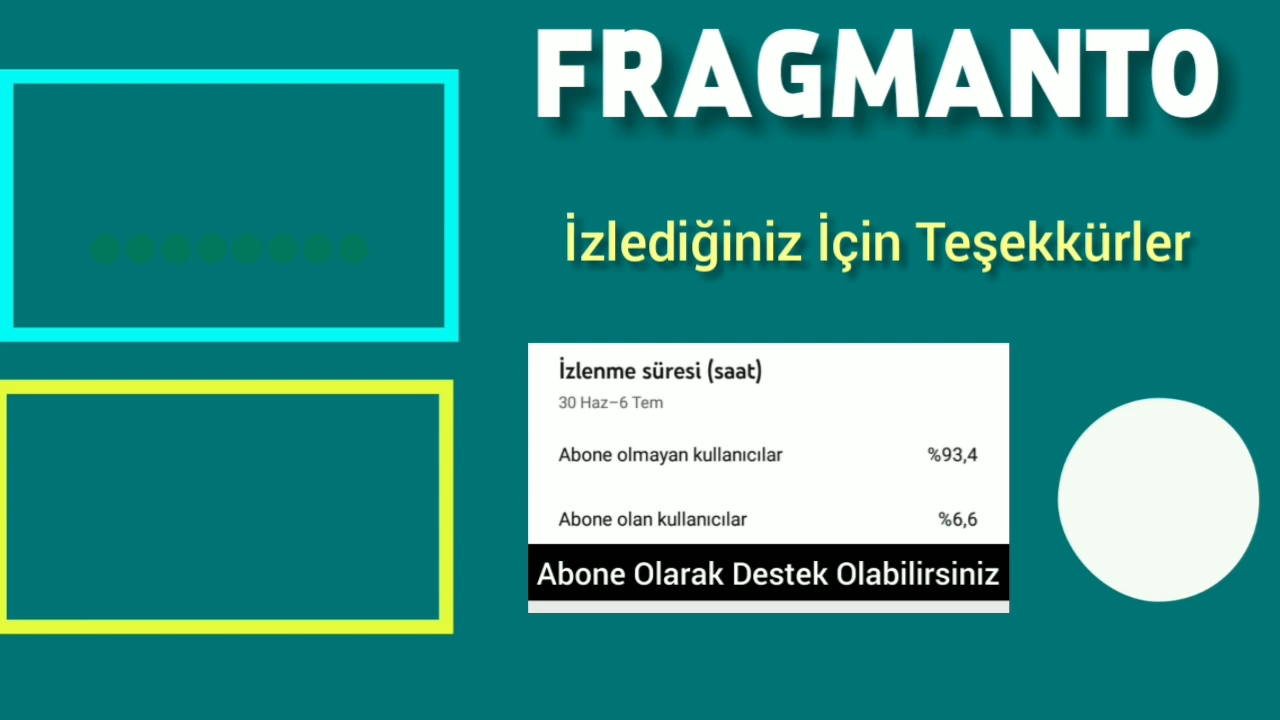 FRAGMANTO
İzlediğiniz İçin Teşekkürler
İzlenme süresi (saat)
30 Haz–6 Tem
Abone olmayan kullanıcılar %93,4
Abone olan kullanıcılar %6,6
Abone Olarak Destek Olabilirsiniz